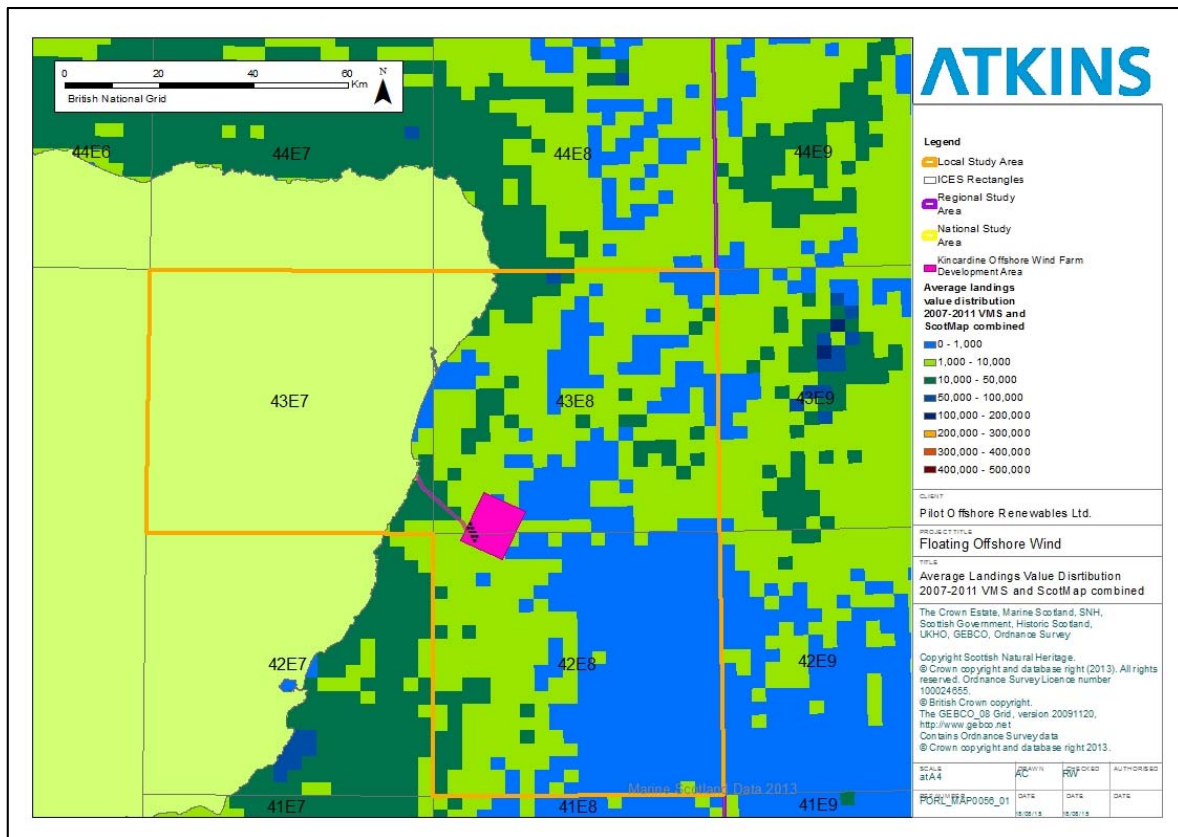 0 20 40 60
Km
N
British National Grid
44E6
44E7
44E8
44E9
43E7
43E8
43E9
42E7
42E8
42E9
41E7
41E8
41E9
Marine Scotland Data 2013
ATKINS
Legend
Local Study Area
ICES Rectangles
Regional Study
Area
National Study
Area
Kincardine Offshore Wind Farm
Development Area
Average landings
value distribution
2007-2011 VMS and
ScotMap combined
0 - 1,000
1,000 - 10,000
10,000 - 50,000
50,000 - 100,000
100,000 - 200,000
200,000 - 300,000
300,000 - 400,000
400,000 - 500,000
CLIENT
Pilot Offshore Renewables Ltd.
PROJECT TITLE
Floating Offshore Wind
TITLE
Average Landings Value Disrtibution
2007-2011 VMS and ScotMap combined
The Crown Estate, Marine Scotland, SNH,
Scottish Government, Historic Scotland,
UKHO, GEBCO, Ordnance Survey
Copyright Scottish Natural Heritage.
© Crown copyright and database right (2013). All rights
reserved. Ordnance Survey Licence number
100024655.
© British Crown copyright.
The GEBCO_08 Grid, version 20091120,
http://www.gebco.net
Contains Ordnance Survey data
© Crown copyright and database right 2013.
SCALE
at A4
DRAWN
AC
CHECKED
RW
AUTHORISED
PORL_MAP0056_01
DATE
DATE
DATE